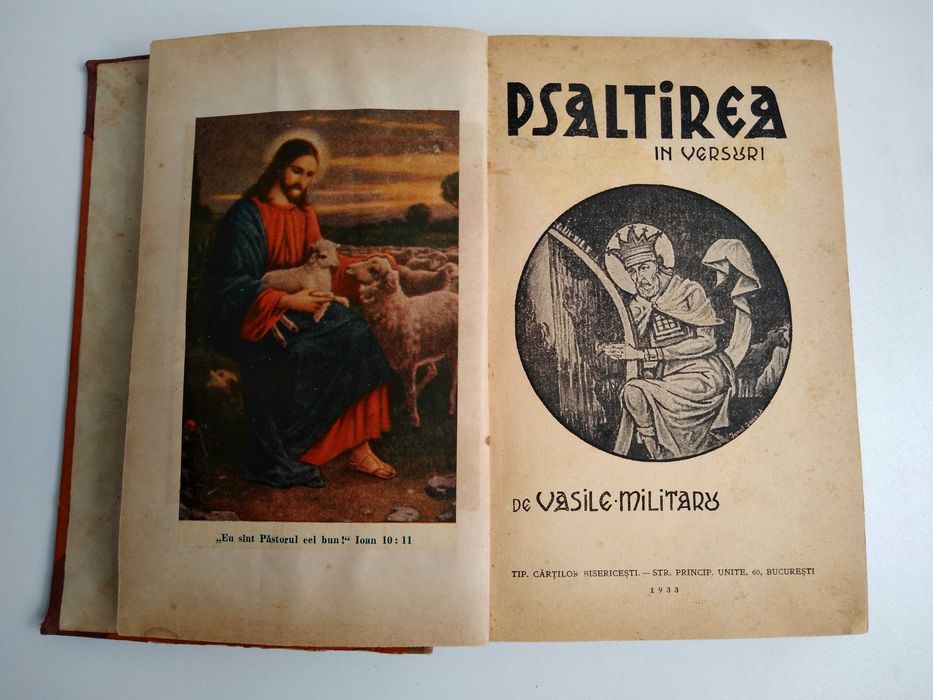 „Eu sînt Păstorul cel bun!“ Ioan 10 : 11
PSALTiREA
IN VERSURI
DE VASILE·MILITARU
TIP. CĂRȚILOR BISERICEȘTI. — STR. PRINCIP. UNITE, 60, BUCUREȘTI
1933